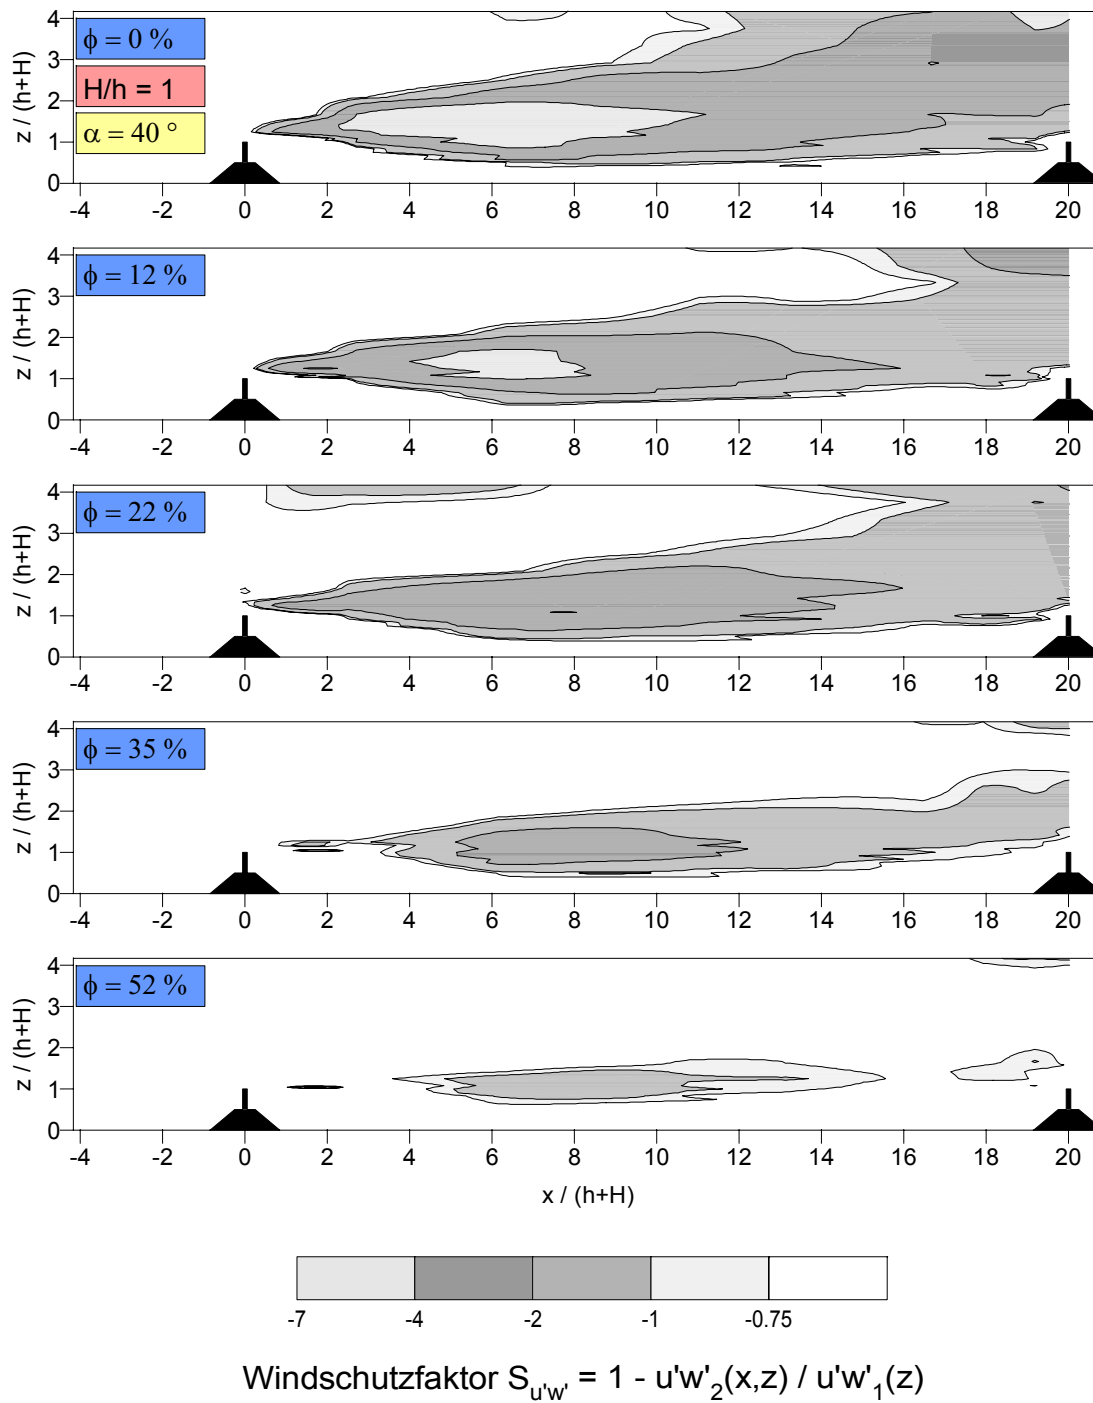 4
3
2
1
0
z / (h+H)
ϕ = 0 %
H/h = 1
α = 40 °
-4 -2 0 2 4 6 8 10 12 14 16 18 20
4
3
2
1
0
z / (h+H)
ϕ = 12 %
-4 -2 0 2 4 6 8 10 12 14 16 18 20
4
3
2
1
0
z / (h+H)
ϕ = 22 %
-4 -2 0 2 4 6 8 10 12 14 16 18 20
4
3
2
1
0
z / (h+H)
ϕ = 35 %
-4 -2 0 2 4 6 8 10 12 14 16 18 20
4
3
2
1
0
z / (h+H)
ϕ = 52 %
-4 -2 0 2 4 6 8 10 12 14 16 18 20
x / (h+H)
-7 -4 -2 -1 -0.75
Windschutzfaktor S_u'w' = 1 - u'w'_2(x,z) / u'w'_1(z)